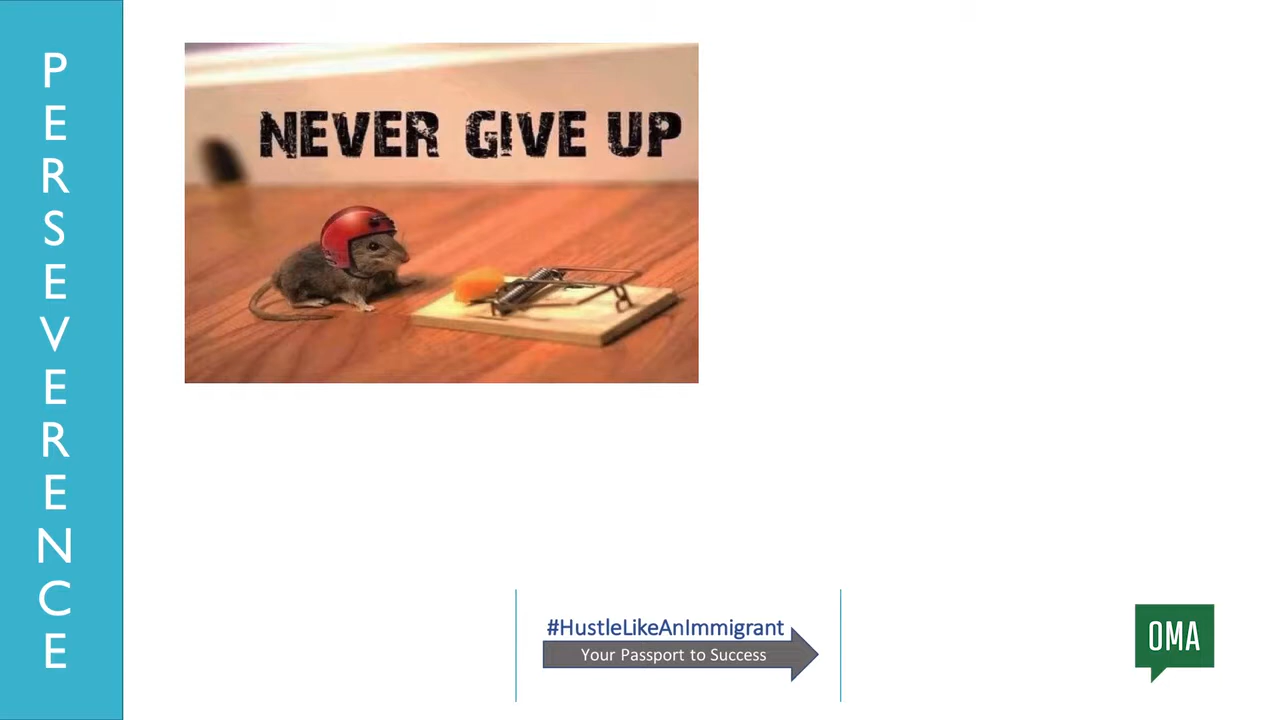 PERSEVERENCE
NEVER GIVE UP
#HustleLikeAnImmigrant
Your Passport to Success
OMA